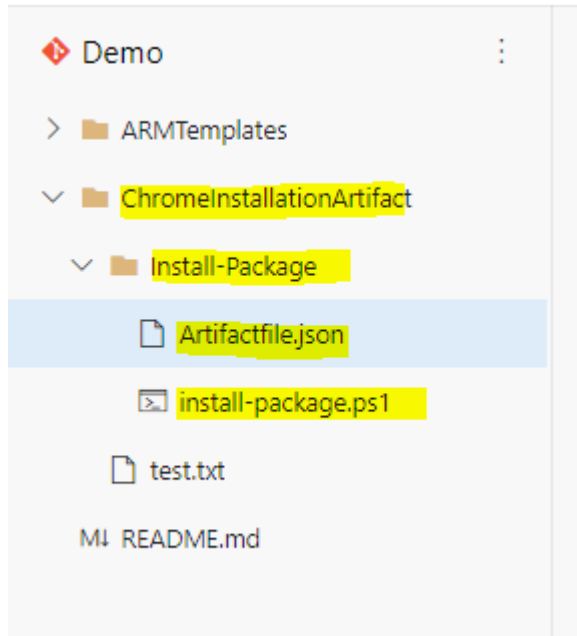 Demo
ARMTemplates
ChromeInstallationArtifact
Install-Package
Artifactfile.json
install-package.ps1
test.txt
M↓ README.md